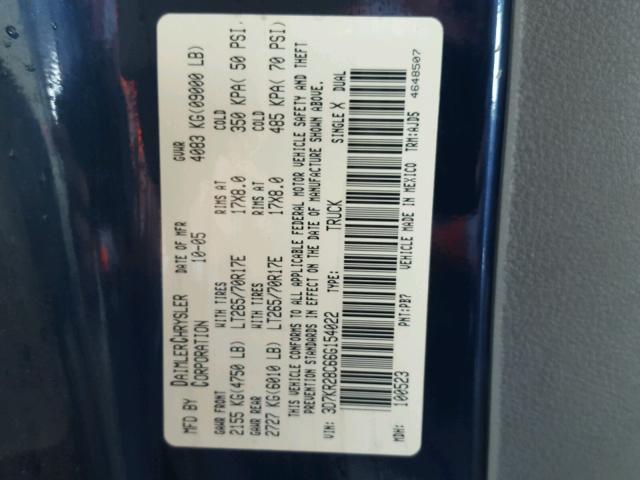 MFD BY DAIMLERCHRYSLER CORPORATION DATE OF MFR 10-05 GVWR 4083 KG(09000 LB)
GAWR FRONT WITH TIRES RIMS AT COLD
2155 KG(4750 LB) LT265/70R17E 17X8.0 350 KPA( 50 PSI)
GAWR REAR WITH TIRES RIMS AT COLD
2727 KG(6010 LB) LT265/70R17E 17X8.0 485 KPA( 70 PSI)
THIS VEHICLE CONFORMS TO ALL APPLICABLE FEDERAL MOTOR VEHICLE SAFETY AND THEFT
PREVENTION STANDARDS IN EFFECT ON THE DATE OF MANUFACTURE SHOWN ABOVE.
VIN: 3D7KR28C66G154022 TYPE: TRUCK SINGLE X DUAL
MDH: 100523 PNT:PB7 VEHICLE MADE IN MEXICO TRM:AJD5
4648507